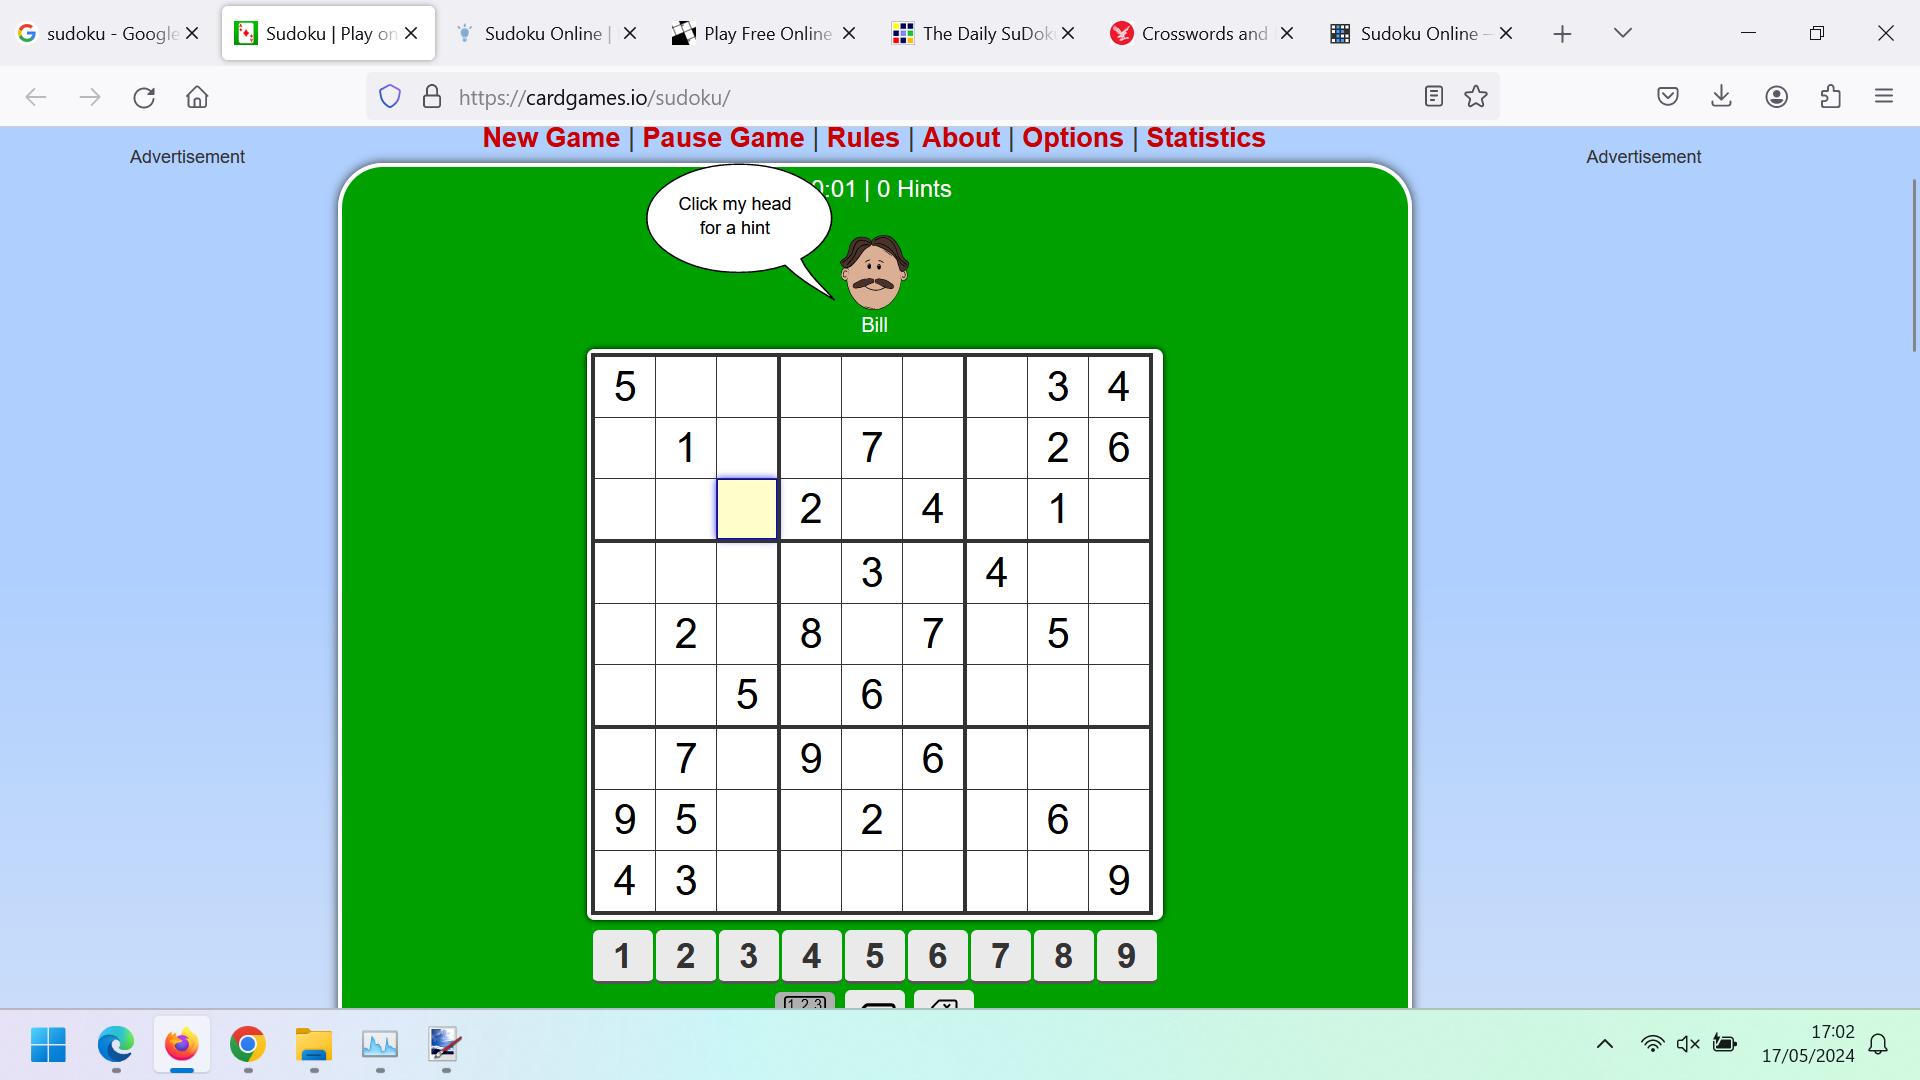 sudoku - Google
Sudoku | Play on
Sudoku Online |
Play Free Online
The Daily SuDok
Crosswords and
Sudoku Online –
https://cardgames.io/sudoku/
New Game | Pause Game | Rules | About | Options | Statistics
Advertisement
Advertisement
0:01 | 0 Hints
Click my head
for a hint
Bill
5 3 4
1 7 2 6
2 4 1
3 4
2 8 7 5
5 6
7 9 6
9 5 2 6
4 3 9
1 2 3 4 5 6 7 8 9
1 2 3
17:02
17/05/2024